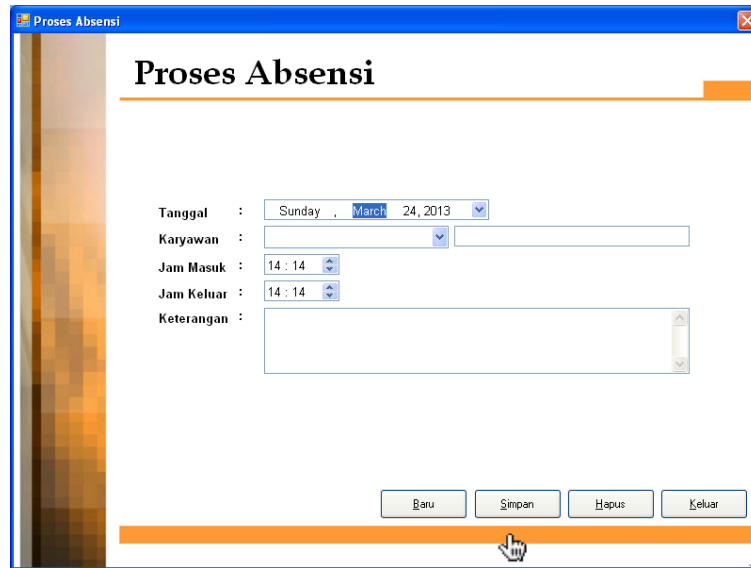 Proses Absensi
Proses Absensi
Tanggal : Sunday , March 24, 2013
Karyawan :
Jam Masuk : 14 : 14
Jam Keluar : 14 : 14
Keterangan :
Baru Simpan Hapus Keluar